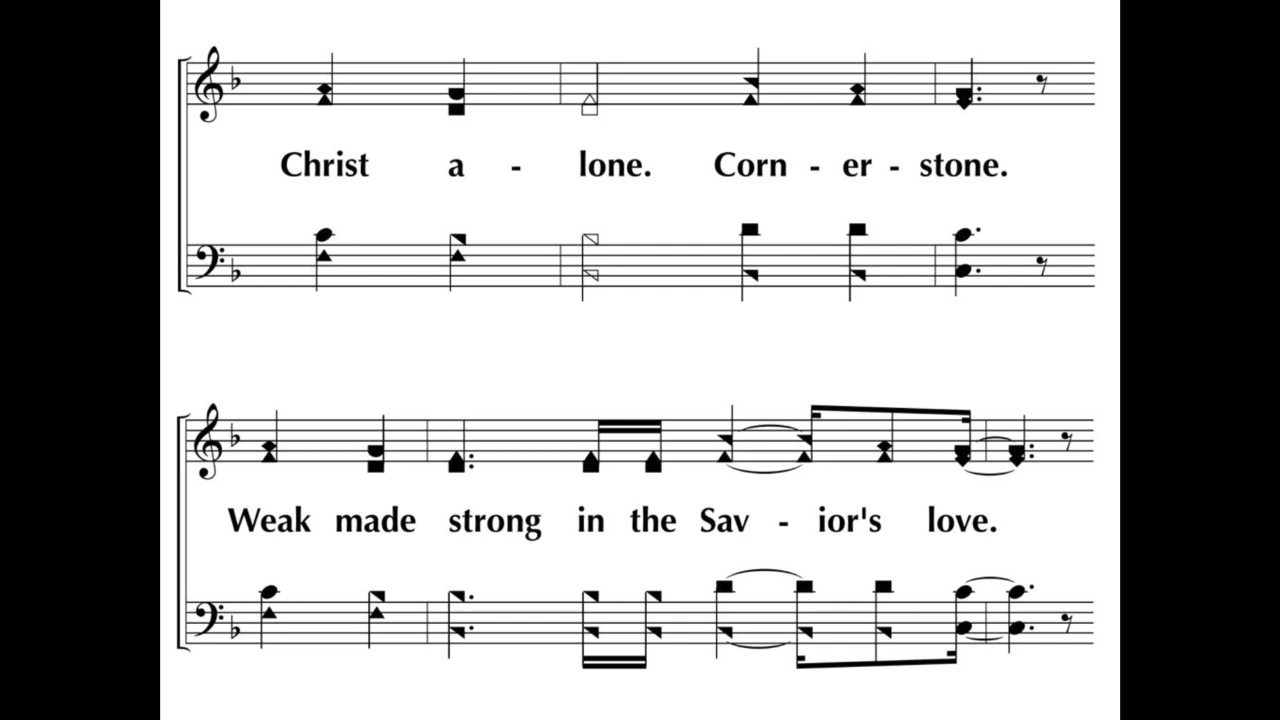 Christ a - lone. Corn - er - stone.
Weak made strong in the Sav - ior's love.